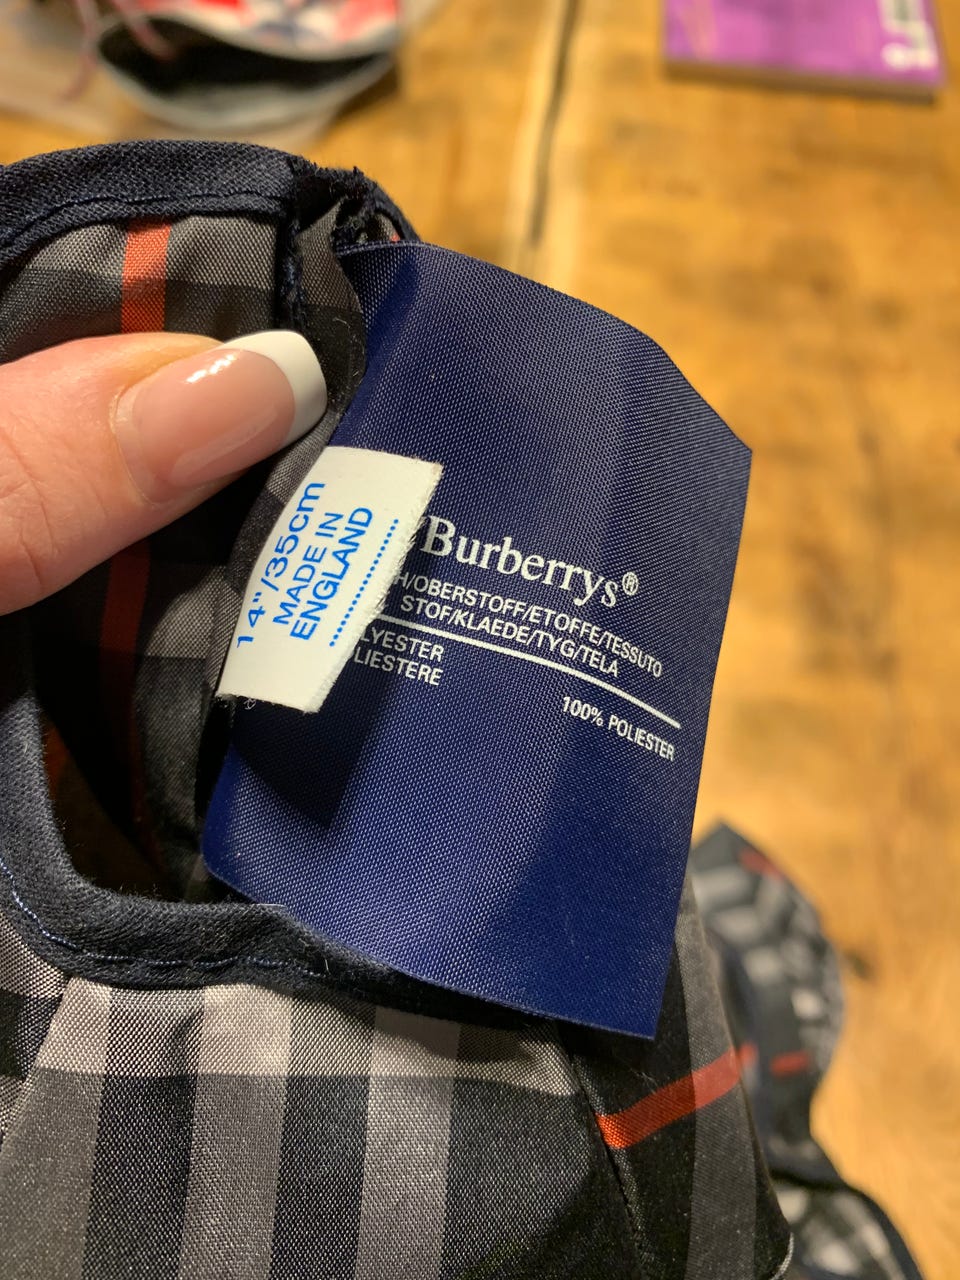 14"/35cm
MADE IN
ENGLAND
Burberrys®
H/OBERSTOFF/ETOFFE/TESSUTO
STOF/KLAEDE/TYG/TELA
LYESTER
LIESTERE
100% POLIESTER